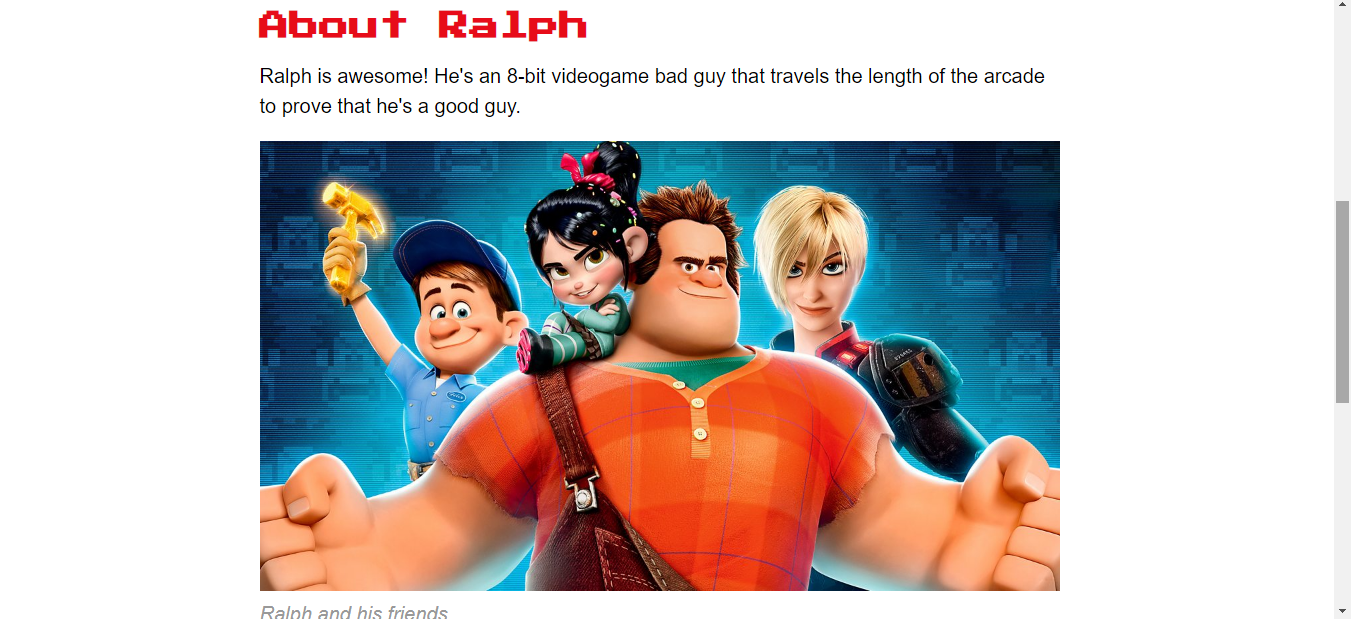 About Ralph
Ralph is awesome! He's an 8-bit videogame bad guy that travels the length of the arcade
to prove that he's a good guy.
Ralph and his friends